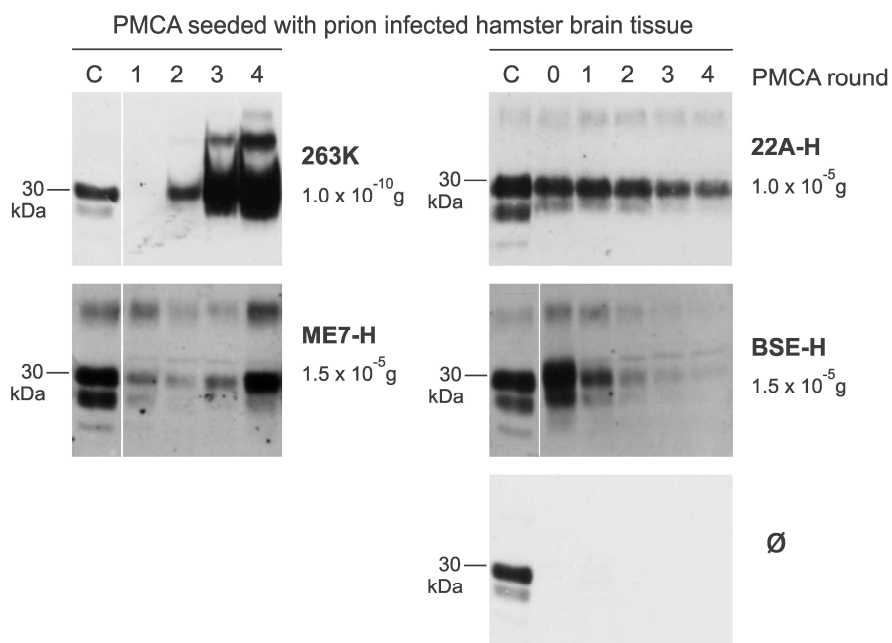 PMCA seeded with prion infected hamster brain tissue
C 1 2 3 4
C 0 1 2 3 4 PMCA round
263K
30
kDa
1.0 x 10⁻¹⁰g
22A-H
30
kDa
1.0 x 10⁻⁵g
ME7-H
30
kDa
1.5 x 10⁻⁵g
BSE-H
30
kDa
1.5 x 10⁻⁵g
Ø
30
kDa